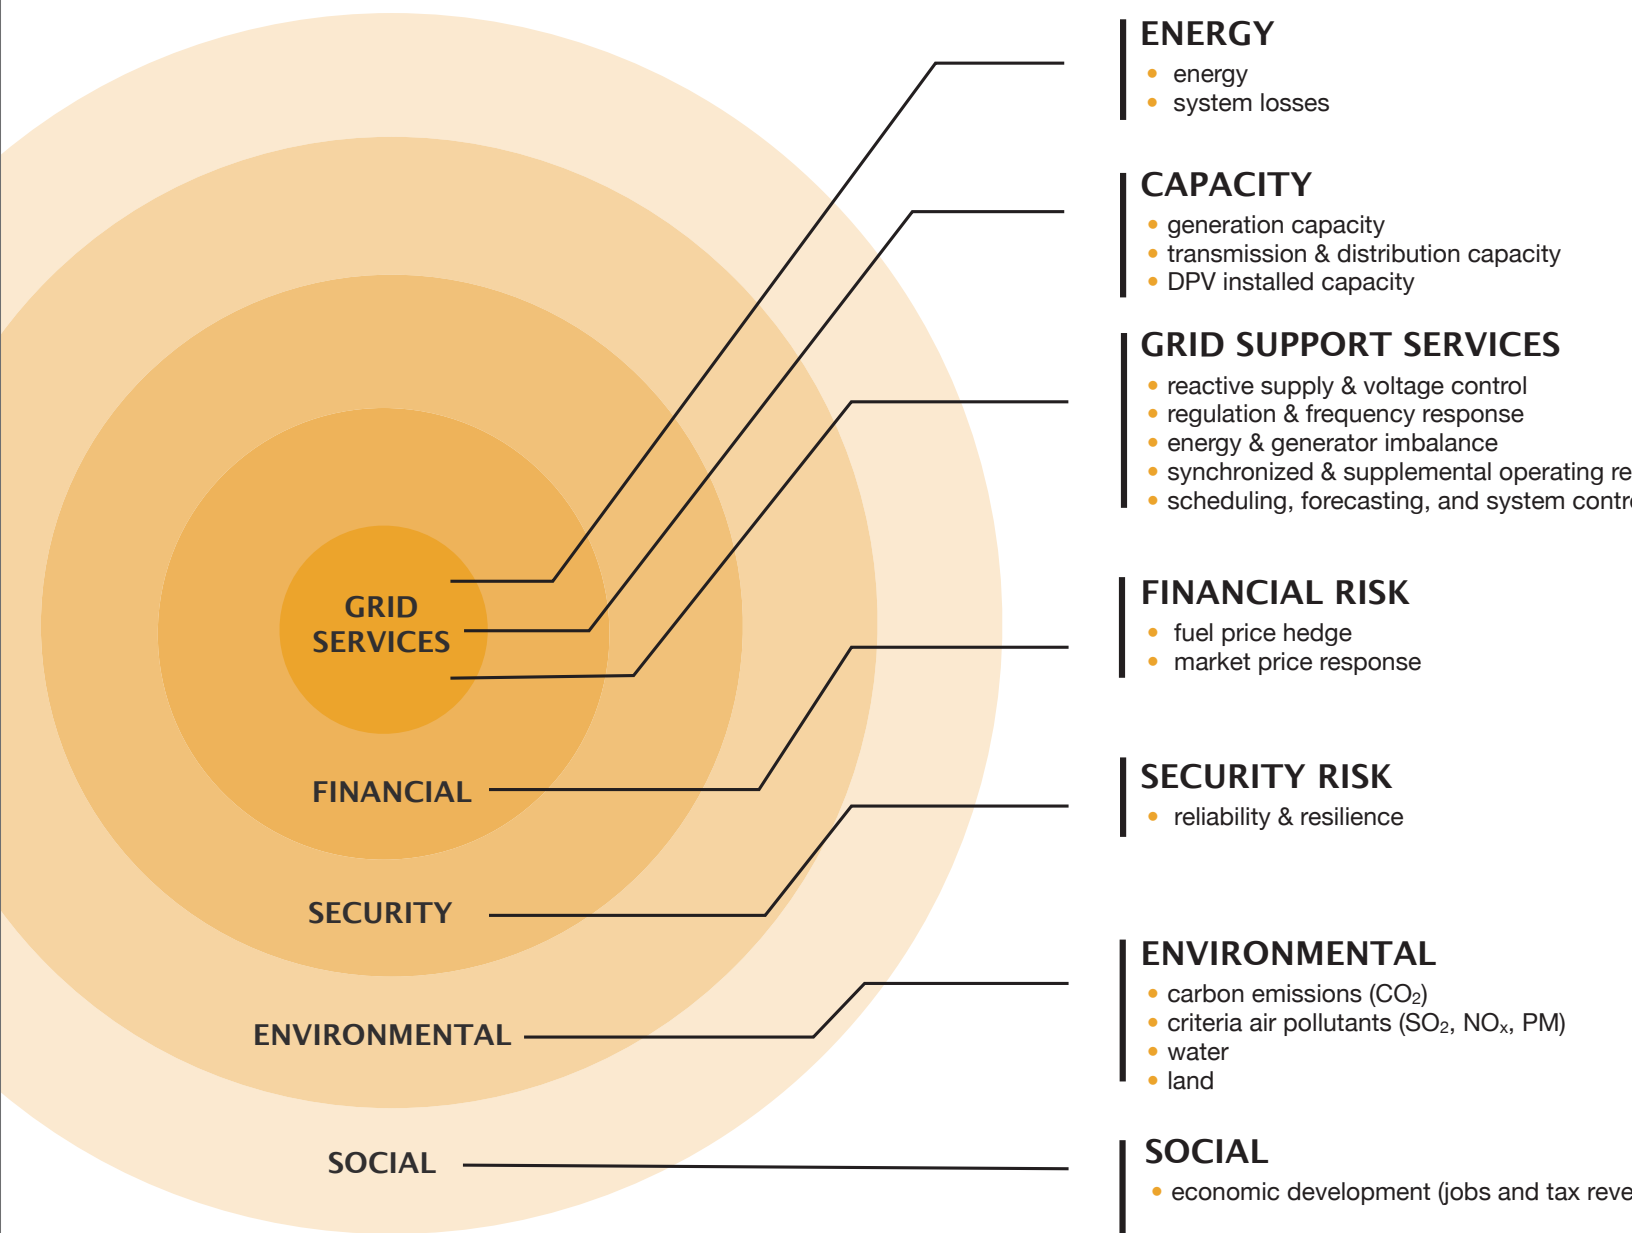 ENERGY
• energy
• system losses
CAPACITY
• generation capacity
• transmission & distribution capacity
• DPV installed capacity
GRID SUPPORT SERVICES
• reactive supply & voltage control
• regulation & frequency response
• energy & generator imbalance
• synchronized & supplemental operating
• scheduling, forecasting, and system
GRID
SERVICES
FINANCIAL RISK
• fuel price hedge
• market price response
FINANCIAL
SECURITY RISK
• reliability & resilience
SECURITY
ENVIRONMENTAL
• carbon emissions (CO₂)
• criteria air pollutants (SO₂, NOₓ, PM)
• water
• land
ENVIRONMENTAL
SOCIAL
• economic development (jobs and tax
SOCIAL